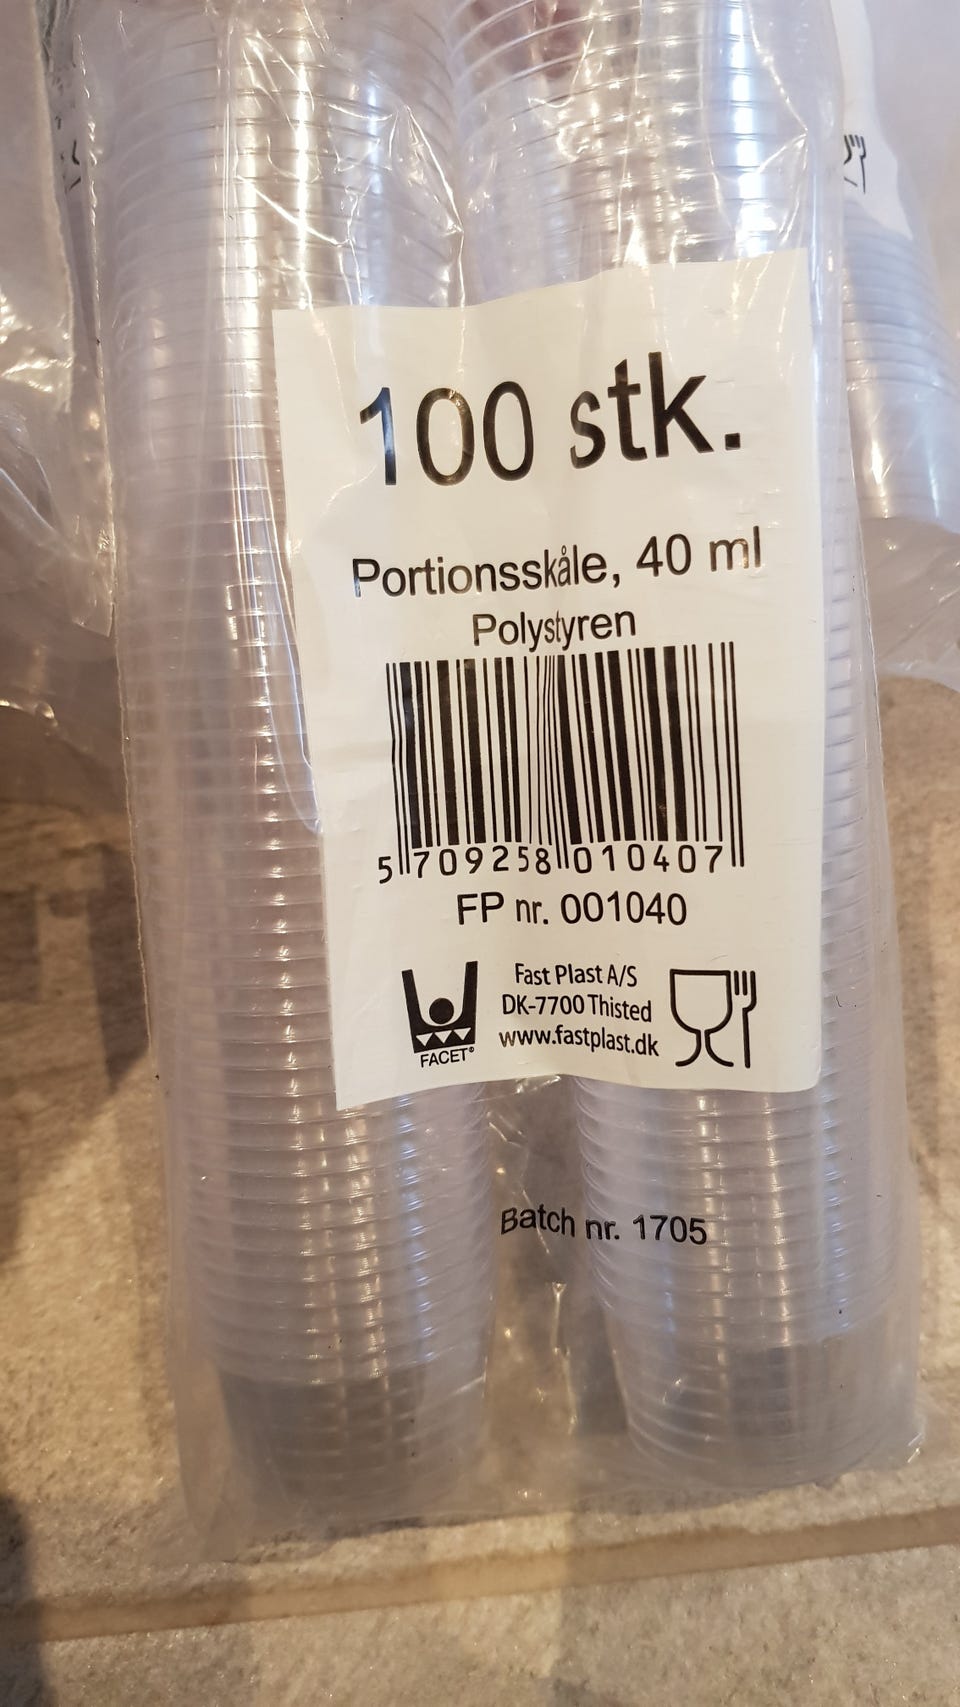 100 stk.
Portionsskåle, 40 ml
Polystyren
5 709258 010407
FP nr. 001040
Fast Plast A/S
DK-7700 Thisted
www.fastplast.dk
FACET®
Batch nr. 1705